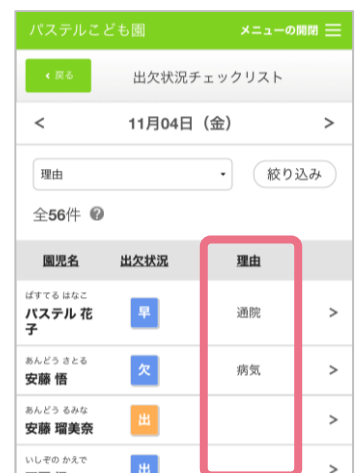 パステルこども園 メニューの開閉
戻る 出欠状況チェックリスト
< 11月04日（金） >
理由 絞り込み
全56件 ?
園児名 出欠状況 理由
ぱすてる はなこ
パステル 花子 早 通院 >
あんどう さとる
安藤 悟 欠 病気 >
あんどう るみな
安藤 瑠美奈 出 >
いしぞの かえで
出 >